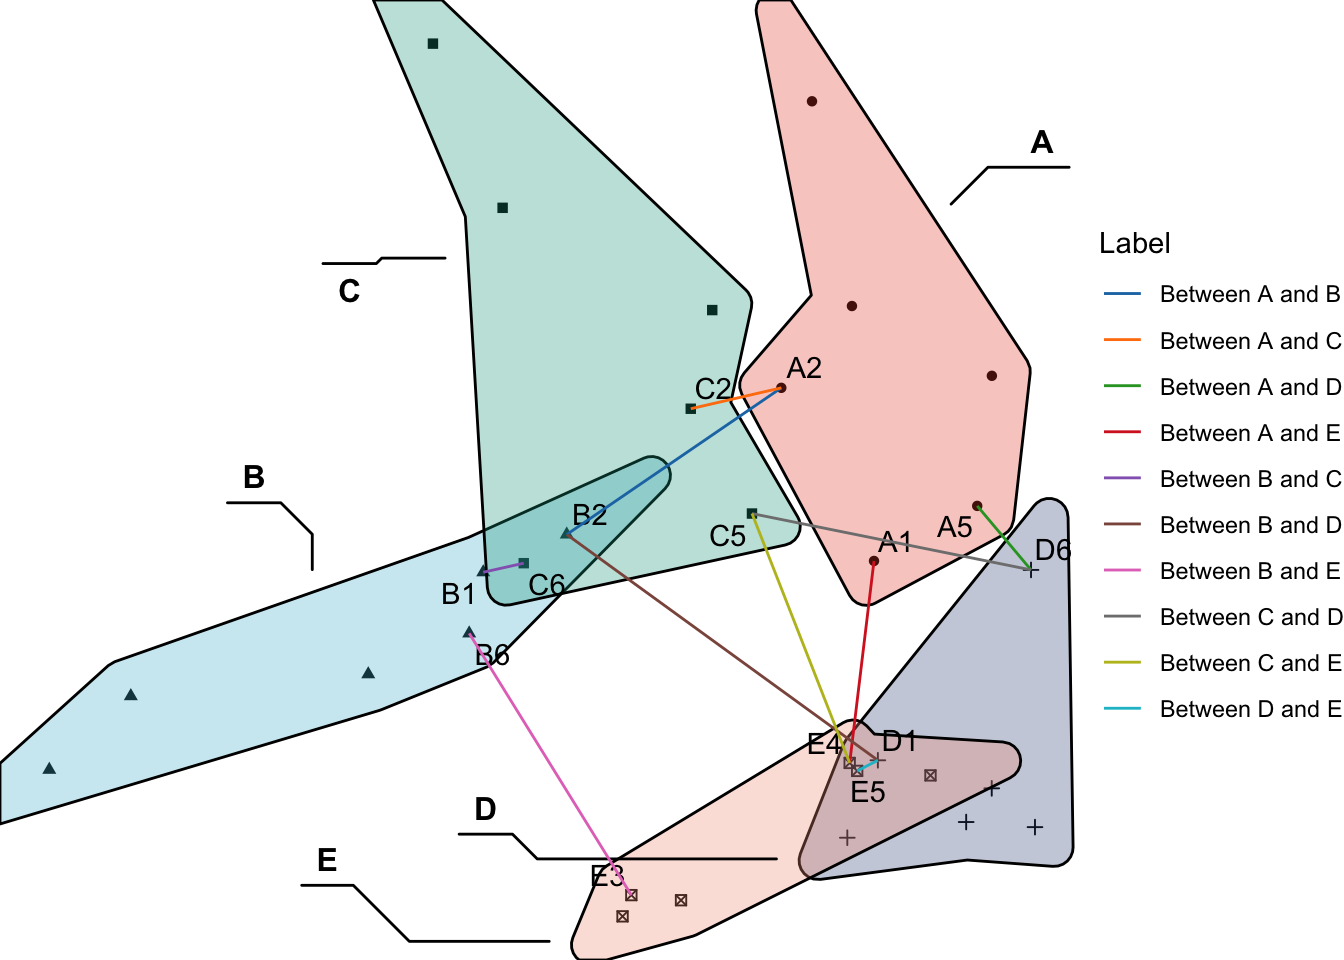 A
Label
C
Between A and B
Between A and C
A2
C2
Between A and D
Between A and E
B
Between B and C
B2
A5
Between B and D
C5
A1
D6
Between B and E
C6
B1
Between C and D
B6
Between C and E
Between D and E
E4
D1
E5
D
E
E3